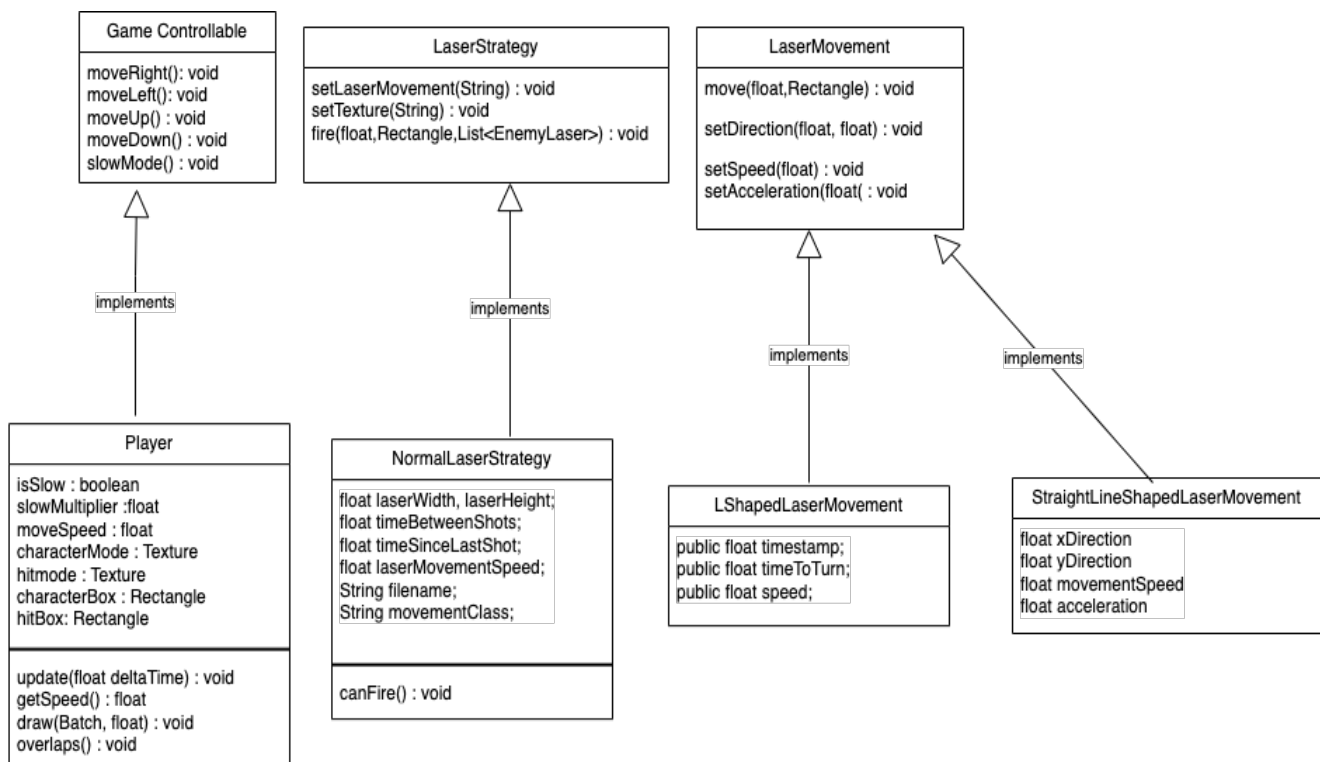 Game Controllable
moveRight(): void
moveLeft(): void
moveUp() : void
moveDown() : void
slowMode() : void
LaserStrategy
setLaserMovement(String) : void
setTexture(String) : void
fire(float,Rectangle,List<EnemyLaser>) : void
LaserMovement
move(float,Rectangle) : void
setDirection(float, float) : void
setSpeed(float) : void
setAcceleration(float( : void
implements
implements
implements
implements
Player
isSlow : boolean
slowMultiplier :float
moveSpeed : float
characterMode : Texture
hitmode : Texture
characterBox : Rectangle
hitBox: Rectangle
update(float deltaTime) : void
getSpeed() : float
draw(Batch, float) : void
overlaps() : void
NormalLaserStrategy
float laserWidth, laserHeight;
float timeBetweenShots;
float timeSinceLastShot;
float laserMovementSpeed;
String filename;
String movementClass;
canFire() : void
LShapedLaserMovement
public float timestamp;
public float timeToTurn;
public float speed;
StraightLineShapedLaserMovement
float xDirection
float yDirection
float movementSpeed
float acceleration